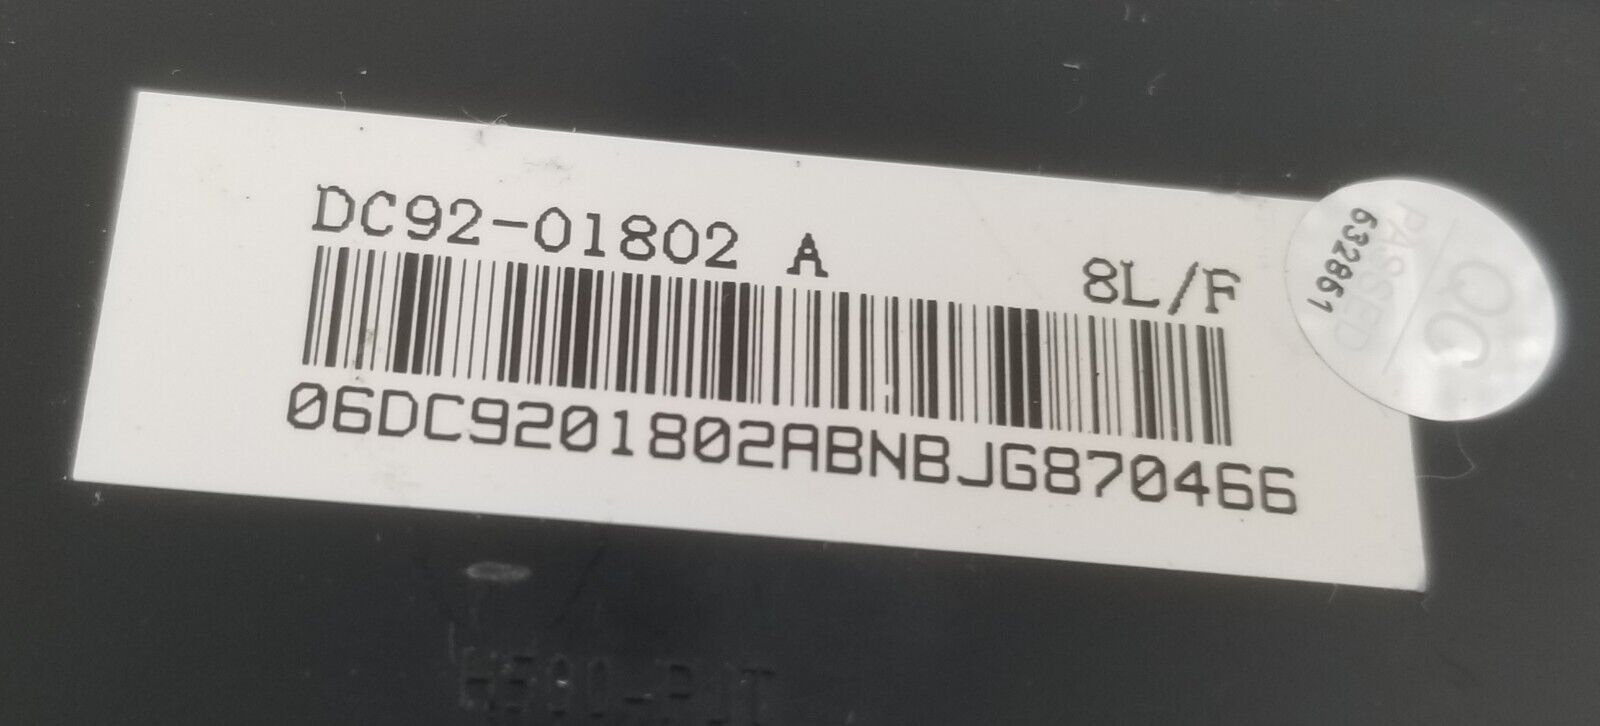 DC92-01802 A
8L/F
06DC9201802ABNBJG870466
QC
PASSED
632861